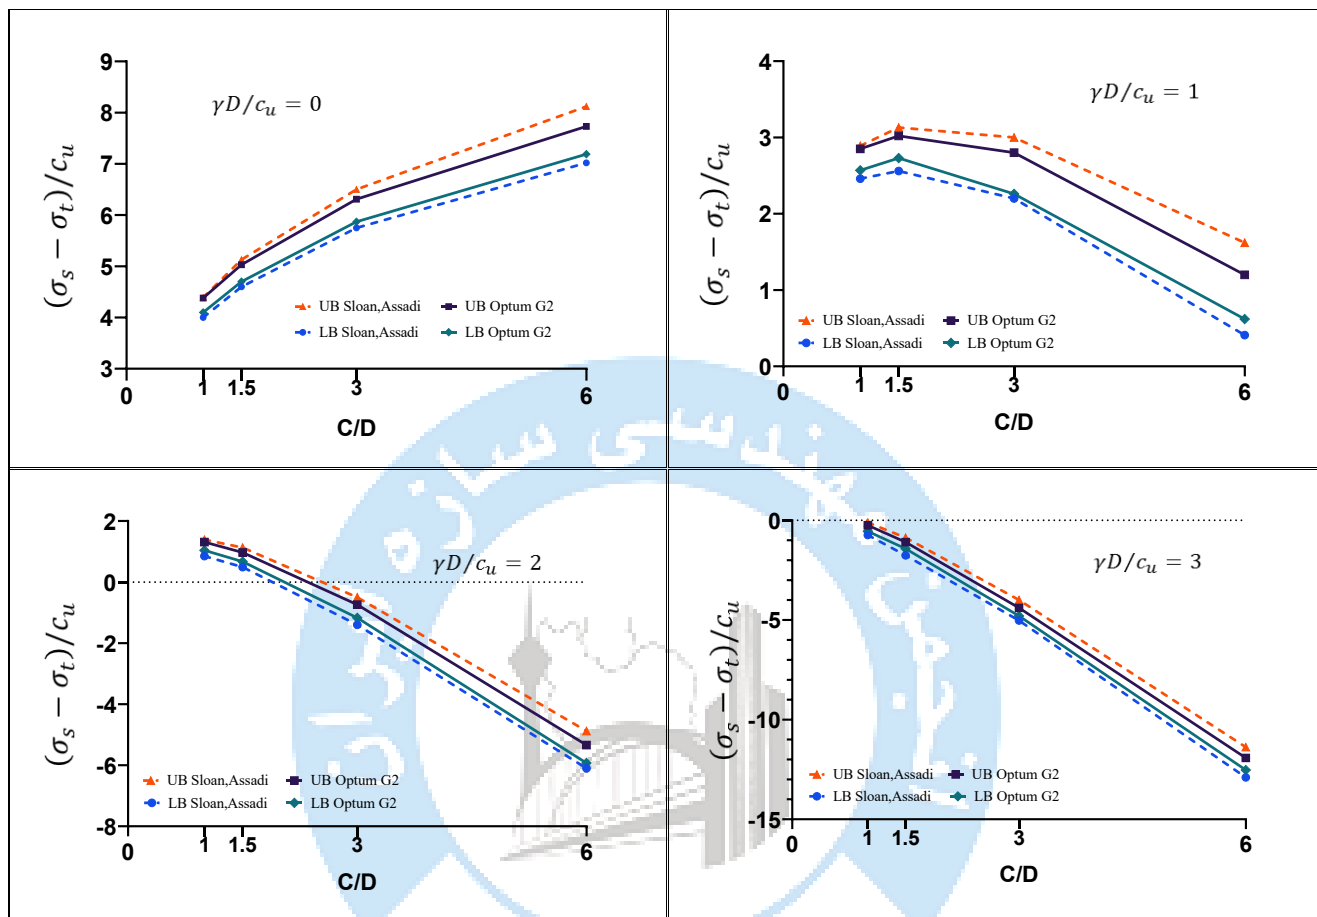 9
8
7
6
5
4
3
0
1
1.5
3
6
γD/c_u = 0
(σ_s − σ_t)/c_u
UB Sloan,Assadi UB Optum G2
LB Sloan,Assadi LB Optum G2
C/D
4
3
2
1
0
0
1
1.5
3
6
γD/c_u = 1
(σ_s − σ_t)/c_u
UB Sloan,Assadi UB Optum G2
LB Sloan,Assadi LB Optum G2
C/D
2
0
-2
-4
-6
-8
0
1
1.5
3
6
γD/c_u = 2
(σ_s − σ_t)/c_u
UB Sloan,Assadi UB Optum G2
LB Sloan,Assadi LB Optum G2
C/D
0
-5
-10
-15
0
1
1.5
3
6
γD/c_u = 3
(σ_s − σ_t)/c_u
UB Sloan,Assadi UB Optum G2
LB Sloan,Assadi LB Optum G2
C/D
مهندسی سازه ایران